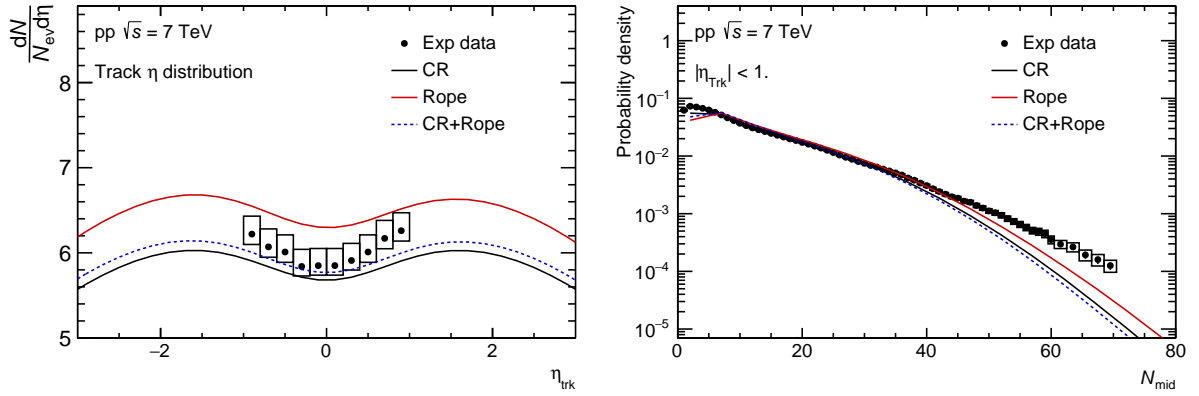 dN
N_ev dη
pp √s = 7 TeV
Track η distribution
Exp data
CR
Rope
CR+Rope
8
7
6
5
−2
0
2
η_trk
Probability density
pp √s = 7 TeV
|η_Trk| < 1.
Exp data
CR
Rope
CR+Rope
1
10⁻¹
10⁻²
10⁻³
10⁻⁴
10⁻⁵
0
20
40
60
80
N_mid